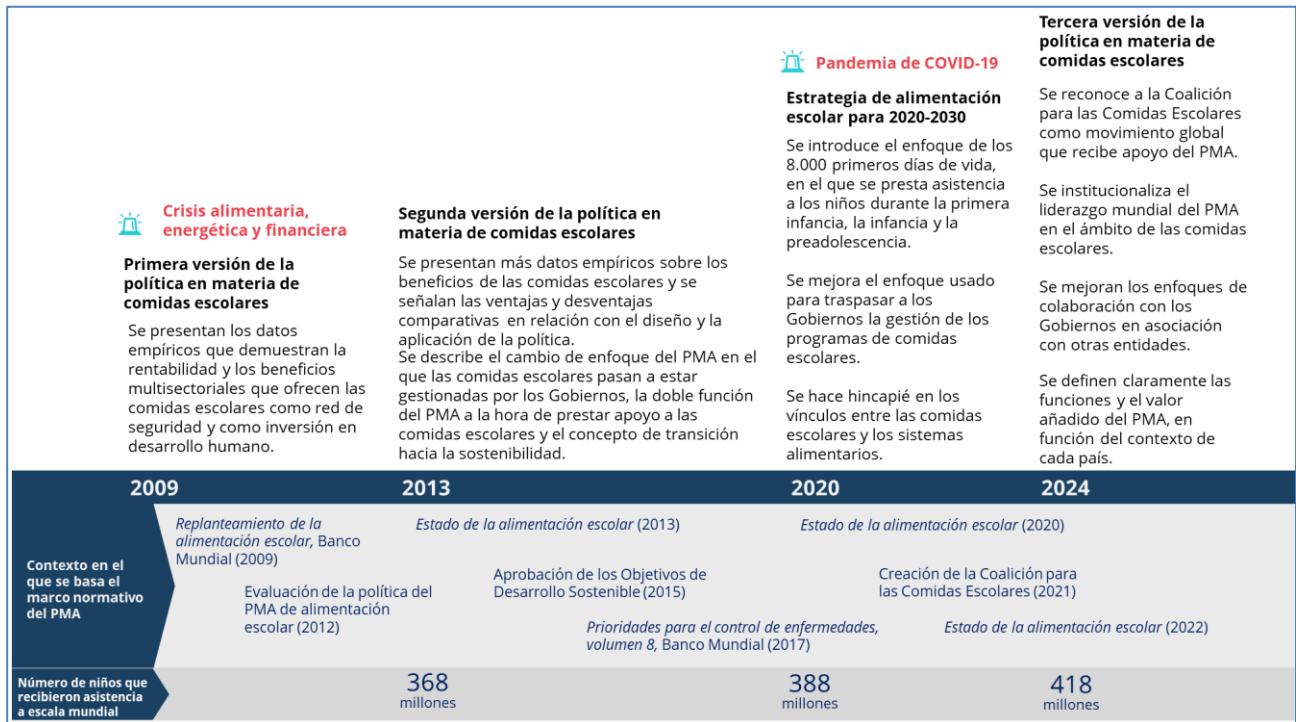 Crisis alimentaria,
energética y financiera
Primera versión de la
política en materia de
comidas escolares
Se presentan los datos
empíricos que demuestran la
rentabilidad y los beneficios
multisectoriales que ofrecen las
comidas escolares como red de
seguridad y como inversión en
desarrollo humano.
Segunda versión de la política en
materia de comidas escolares
Se presentan más datos empíricos sobre los
beneficios de las comidas escolares y se
señalan las ventajas y desventajas
comparativas en relación con el diseño y la
aplicación de la política.
Se describe el cambio de enfoque del PMA en el
que las comidas escolares pasan a estar
gestionadas por los Gobiernos, la doble función
del PMA a la hora de prestar apoyo a las
comidas escolares y el concepto de transición
hacia la sostenibilidad.
Pandemia de COVID-19
Estrategia de alimentación
escolar para 2020-2030
Se introduce el enfoque de los
8.000 primeros días de vida,
en el que se presta asistencia
a los niños durante la primera
infancia, la infancia y la
preadolescencia.
Se mejora el enfoque usado
para traspasar a los
Gobiernos la gestión de los
programas de comidas
escolares.
Se hace hincapié en los
vínculos entre las comidas
escolares y los sistemas
alimentarios.
Tercera versión de la
política en materia de
comidas escolares
Se reconoce a la Coalición
para las Comidas Escolares
como movimiento global
que recibe apoyo del PMA.
Se institucionaliza el
liderazgo mundial del PMA
en el ámbito de las comidas
escolares.
Se mejoran los enfoques de
colaboración con los
Gobiernos en asociación
con otras entidades.
Se definen claramente las
funciones y el valor
añadido del PMA, en
función del contexto de
cada país.
2009
2013
2020
2024
Contexto en el
que se basa el
marco normativo
del PMA
Replanteamiento de la
alimentación escolar, Banco
Mundial (2009)
Evaluación de la política del
PMA de alimentación
escolar (2012)
Estado de la alimentación escolar (2013)
Aprobación de los Objetivos de
Desarrollo Sostenible (2015)
Prioridades para el control de enfermedades,
volumen 8, Banco Mundial (2017)
Estado de la alimentación escolar (2020)
Creación de la Coalición para
las Comidas Escolares (2021)
Estado de la alimentación escolar (2022)
Número de niños que
recibieron asistencia
a escala mundial
368
millones
388
millones
418
millones